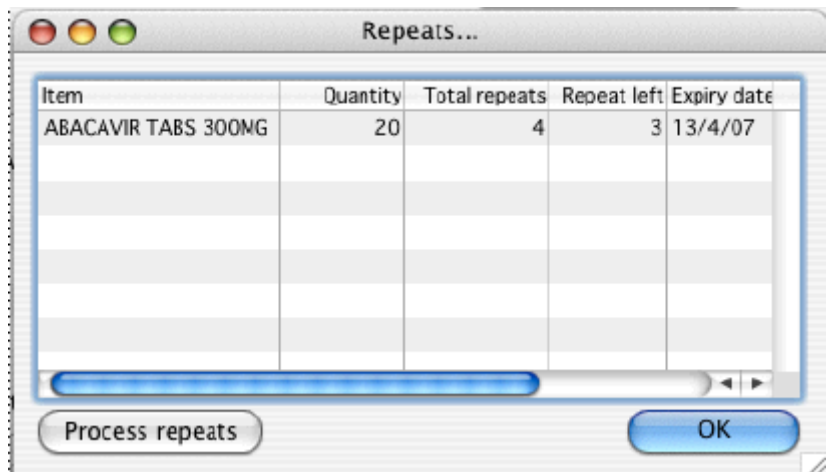 Repeats...
Item Quantity Total repeats Repeat left Expiry date
ABACAVIR TABS 300MG 20 4 3 13/4/07
Process repeats OK